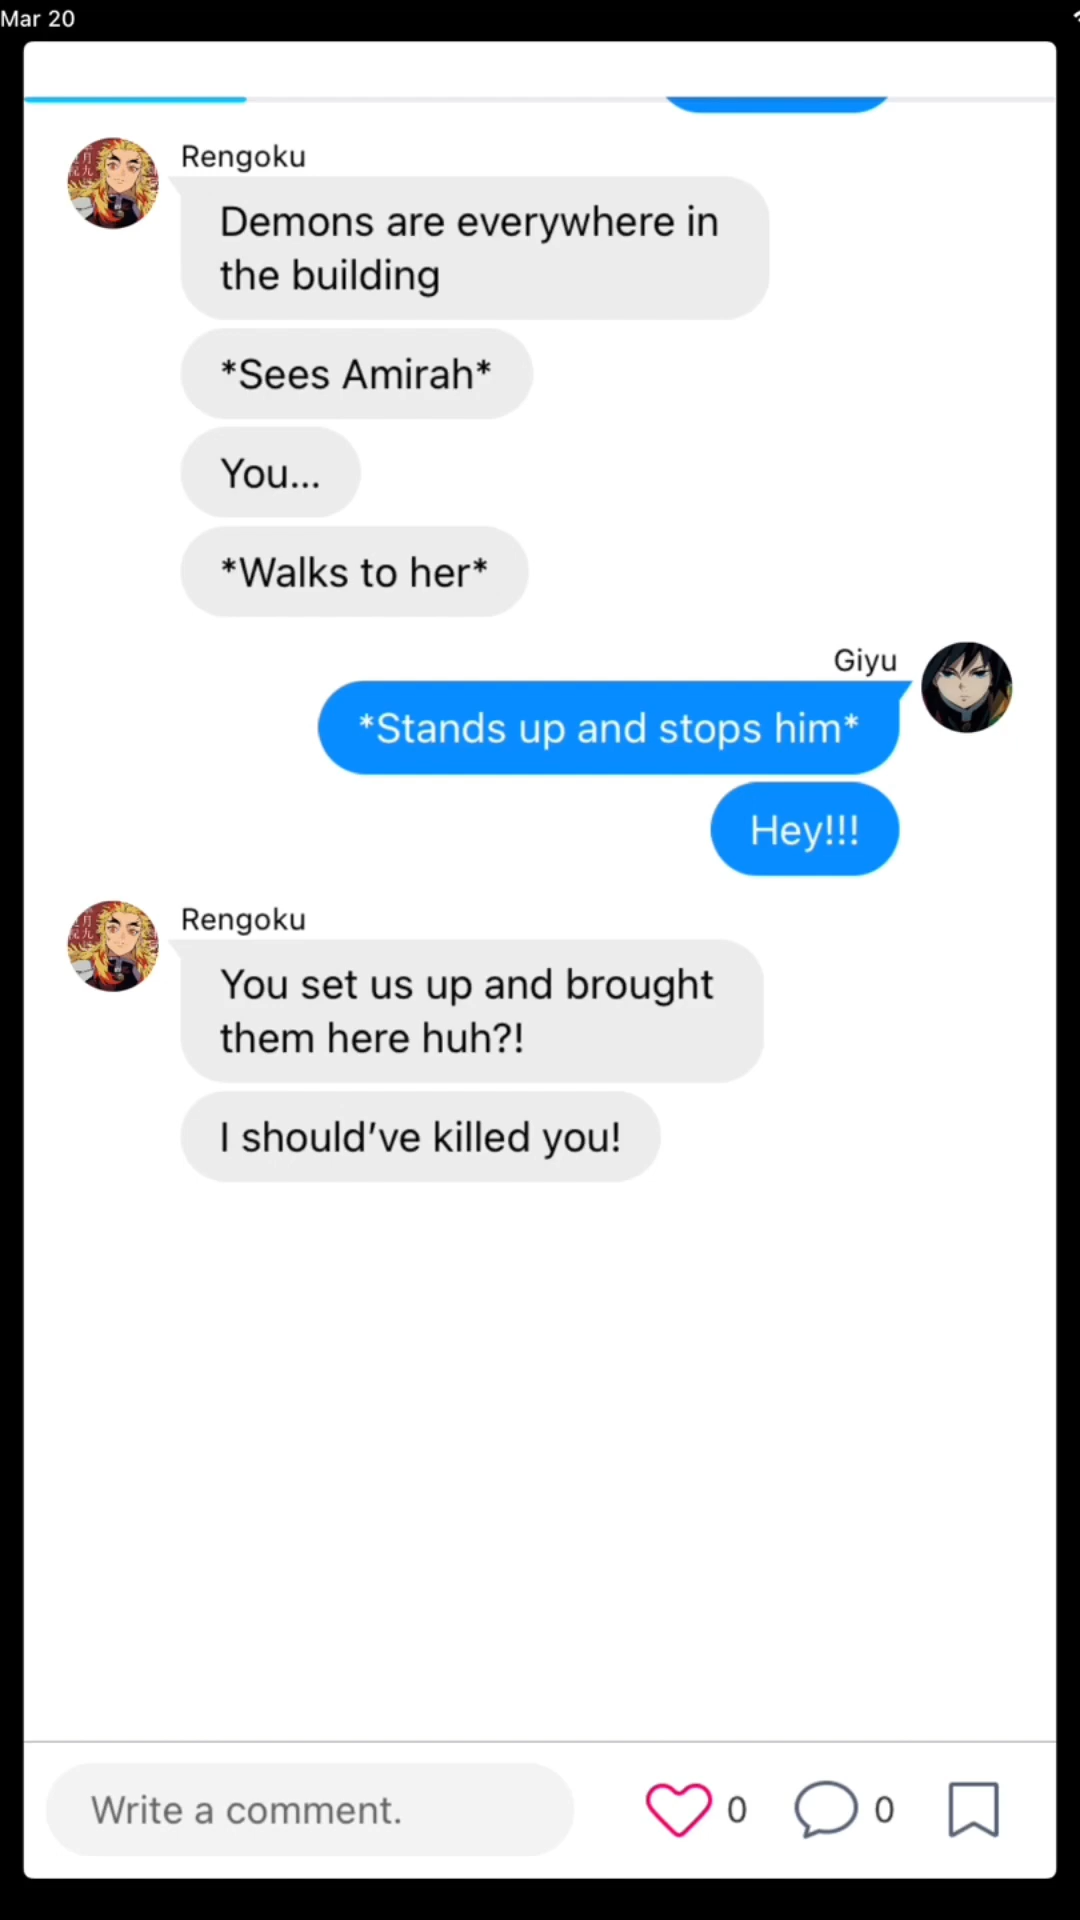 Mar 20
Rengoku
Demons are everywhere in
the building
*Sees Amirah*
You...
*Walks to her*
Giyu
*Stands up and stops him*
Hey!!!
Rengoku
You set us up and brought
them here huh?!
I should’ve killed you!
Write a comment.
0
0